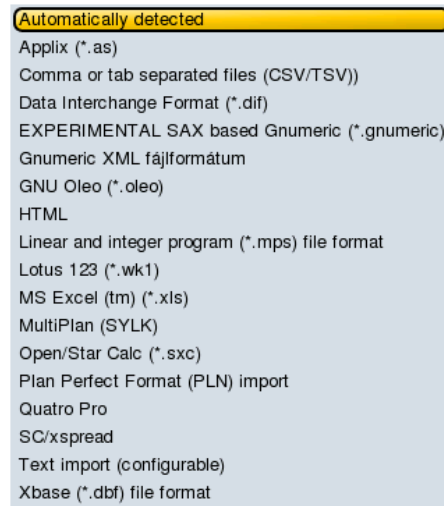 Automatically detected
Applix (*.as)
Comma or tab separated files (CSV/TSV))
Data Interchange Format (*.dif)
EXPERIMENTAL SAX based Gnumeric (*.gnumeric)
Gnumeric XML fájlformátum
GNU Oleo (*.oleo)
HTML
Linear and integer program (*.mps) file format
Lotus 123 (*.wk1)
MS Excel (tm) (*.xls)
MultiPlan (SYLK)
Open/Star Calc (*.sxc)
Plan Perfect Format (PLN) import
Quatro Pro
SC/xspread
Text import (configurable)
Xbase (*.dbf) file format